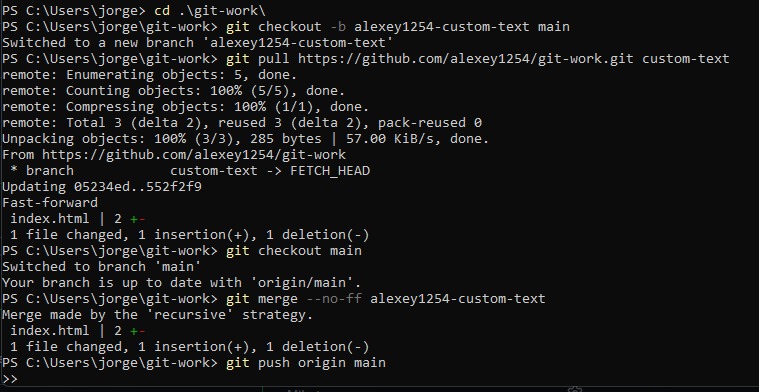 PS C:\Users\jorge> cd .\git-work\
PS C:\Users\jorge\git-work> git checkout -b alexey1254-custom-text main
Switched to a new branch 'alexey1254-custom-text'
PS C:\Users\jorge\git-work> git pull https://github.com/alexey1254/git-work.git custom-text
remote: Enumerating objects: 5, done.
remote: Counting objects: 100% (5/5), done.
remote: Compressing objects: 100% (1/1), done.
remote: Total 3 (delta 2), reused 3 (delta 2), pack-reused 0
Unpacking objects: 100% (3/3), 285 bytes | 57.00 KiB/s, done.
From https://github.com/alexey1254/git-work
 * branch            custom-text -> FETCH_HEAD
Updating 05234ed..552f2f9
Fast-forward
 index.html | 2 +-
 1 file changed, 1 insertion(+), 1 deletion(-)
PS C:\Users\jorge\git-work> git checkout main
Switched to branch 'main'
Your branch is up to date with 'origin/main'.
PS C:\Users\jorge\git-work> git merge --no-ff alexey1254-custom-text
Merge made by the 'recursive' strategy.
 index.html | 2 +-
 1 file changed, 1 insertion(+), 1 deletion(-)
PS C:\Users\jorge\git-work> git push origin main
>>